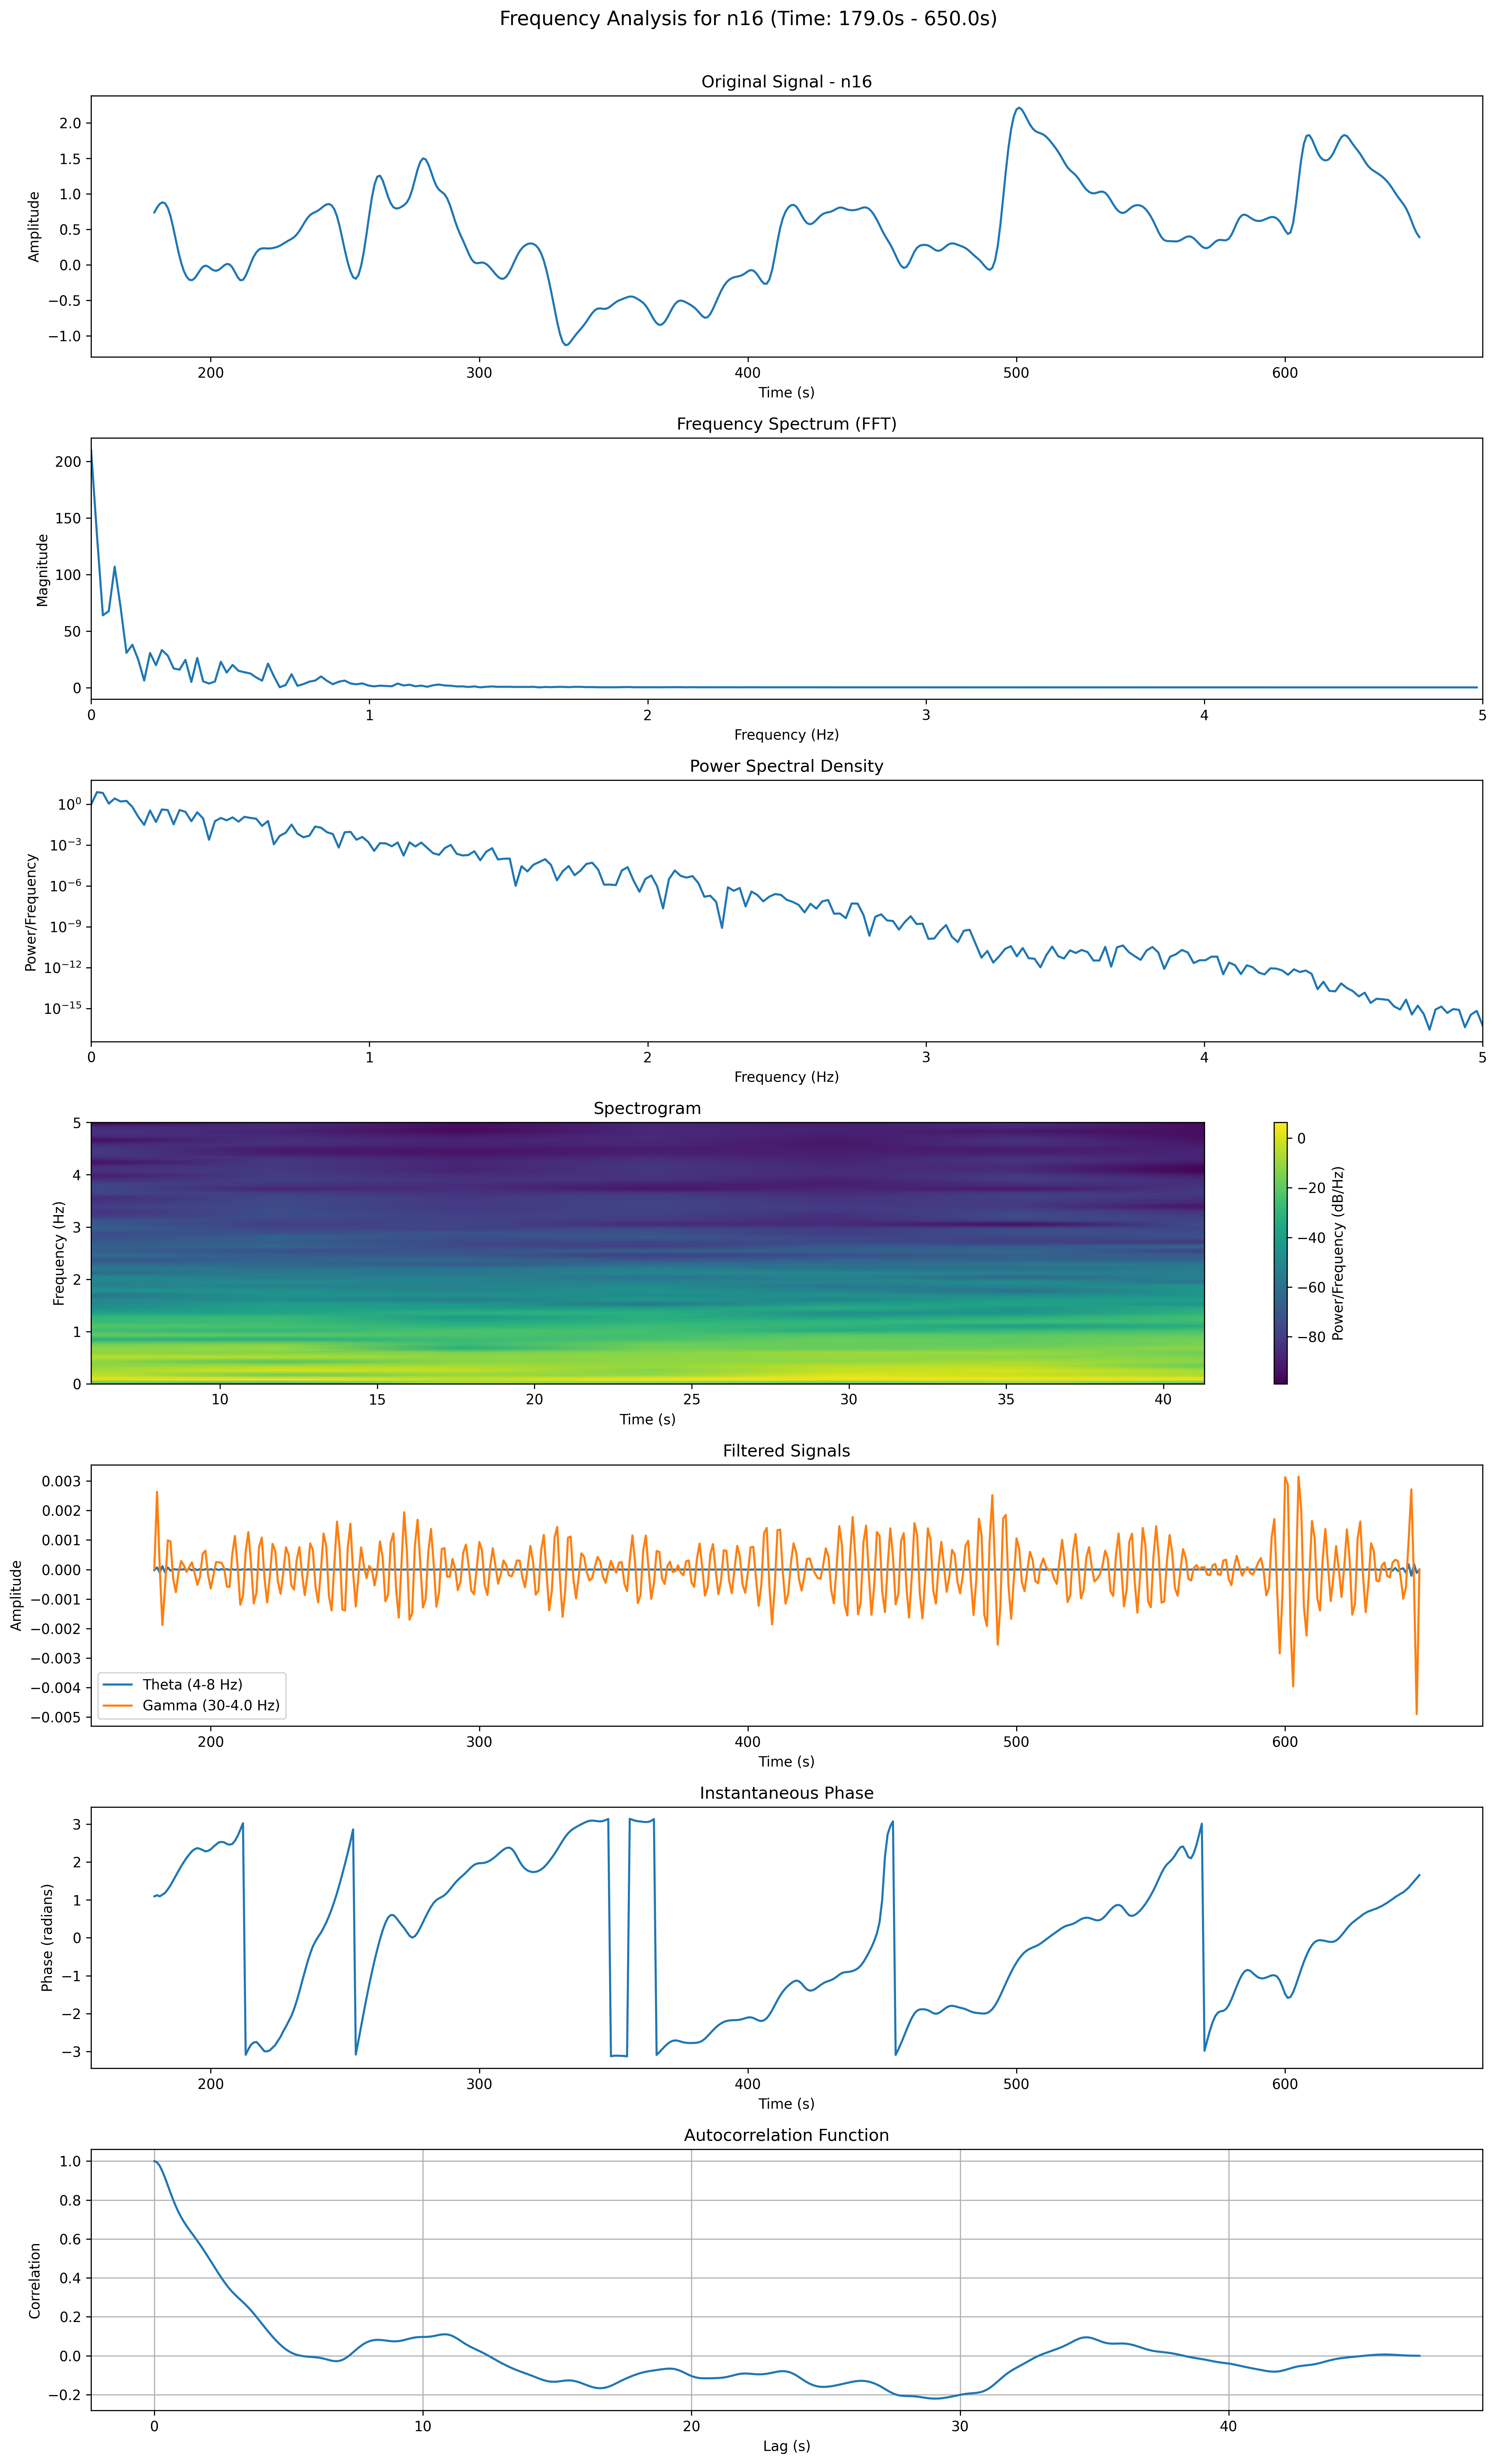 Frequency Analysis for n16 (Time: 179.0s - 650.0s)
Original Signal - n16
2.0
1.5
1.0
0.5
0.0
−0.5
−1.0
Amplitude
200 300 400 500 600
Time (s)
Frequency Spectrum (FFT)
200
150
100
50
0
Magnitude
0 1 2 3 4 5
Frequency (Hz)
Power Spectral Density
10⁰
10⁻³
10⁻⁶
10⁻⁹
10⁻¹²
10⁻¹⁵
Power/Frequency
0 1 2 3 4 5
Frequency (Hz)
Spectrogram
5
4
3
2
1
0
Frequency (Hz)
10 15 20 25 30 35 40
Time (s)
0
−20
−40
−60
−80
Power/Frequency (dB/Hz)
Filtered Signals
0.003
0.002
0.001
0.000
−0.001
−0.002
−0.003
−0.004
−0.005
Amplitude
Theta (4-8 Hz)
Gamma (30-4.0 Hz)
200 300 400 500 600
Time (s)
Instantaneous Phase
3
2
1
0
−1
−2
−3
Phase (radians)
200 300 400 500 600
Time (s)
Autocorrelation Function
1.0
0.8
0.6
0.4
0.2
0.0
−0.2
Correlation
0 10 20 30 40
Lag (s)